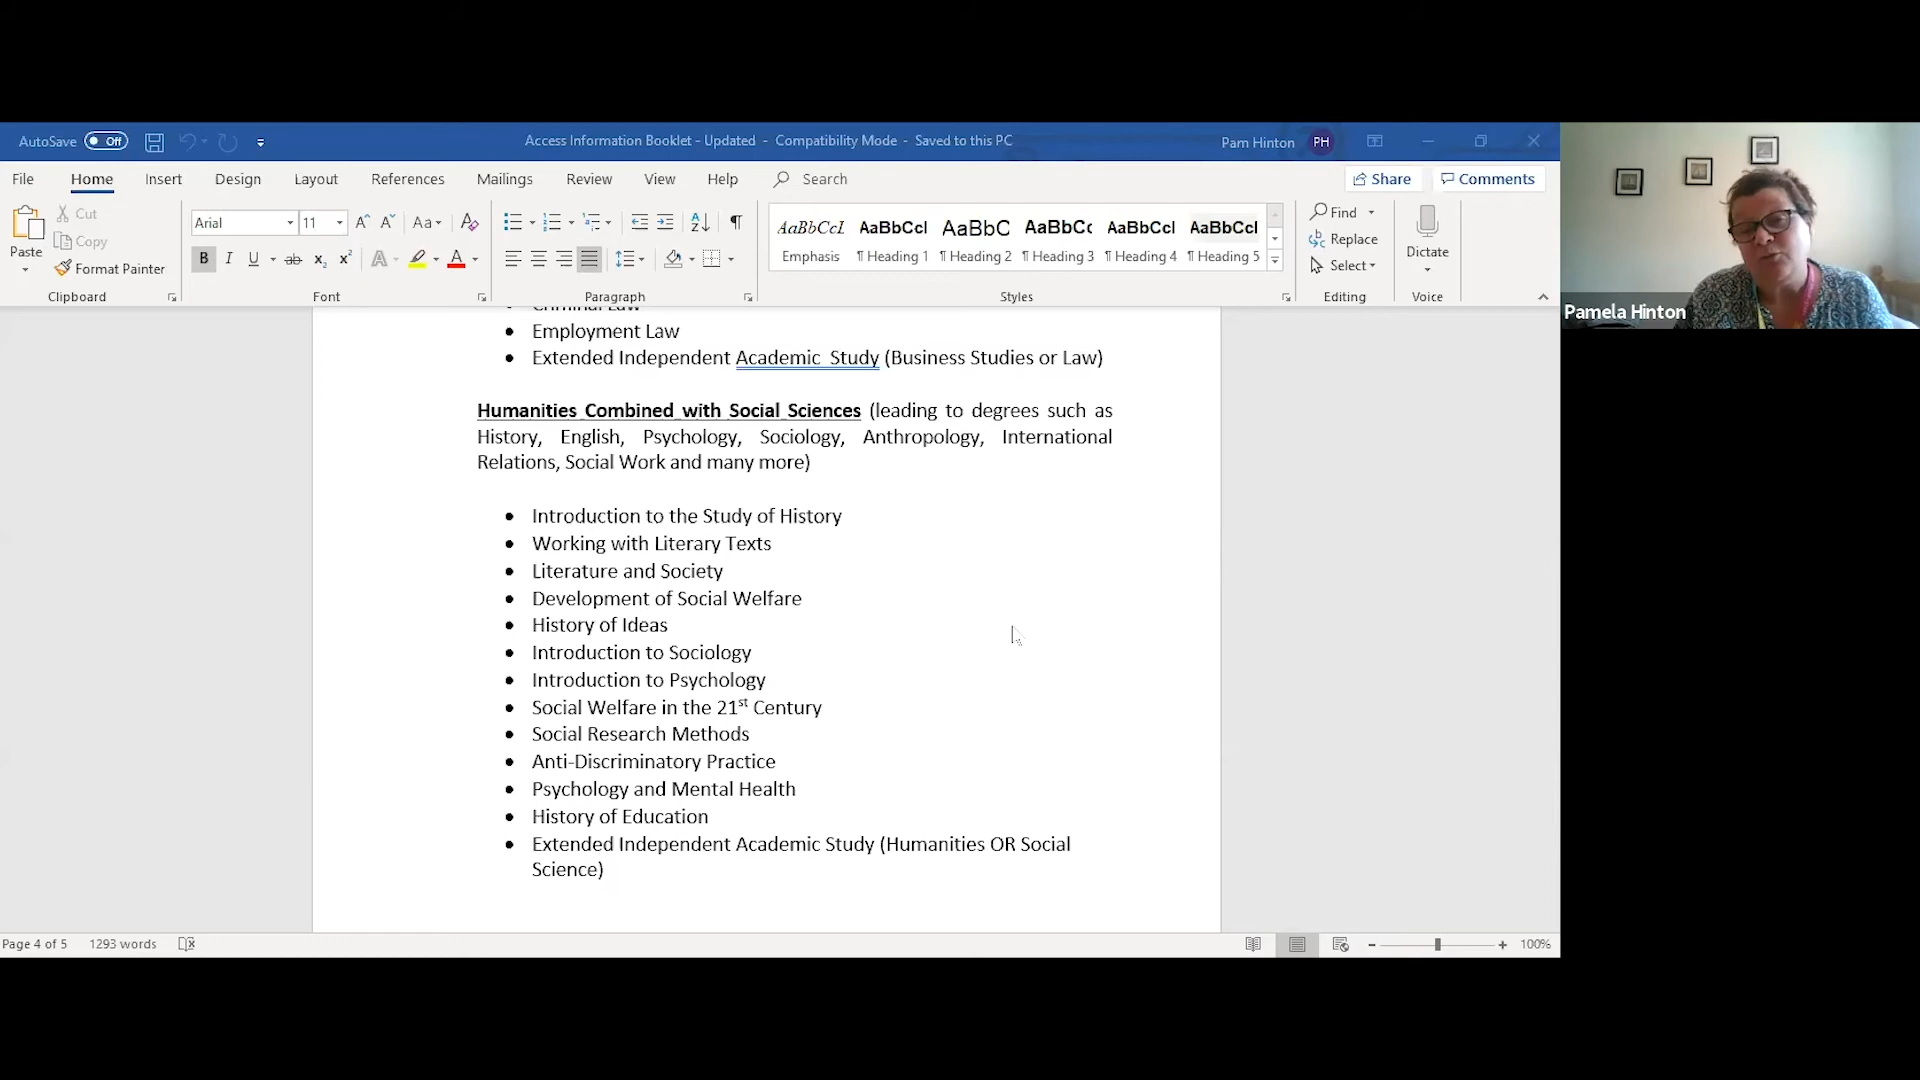 AutoSave Off Access Information Booklet - Updated - Compatibility Mode - Saved to this PC Pam Hinton PH
File Home Insert Design Layout References Mailings Review View Help Search Share Comments
Paste
Cut
Copy
Format Painter
Clipboard
Arial 11
Aa
B I U ab x₂ x² A A
Font
Paragraph
AaBbCcI AaBbCcI AaBbC AaBbCc AaBbCcI AaBbCcI
Emphasis ¶ Heading 1 ¶ Heading 2 ¶ Heading 3 ¶ Heading 4 ¶ Heading 5
Styles
Find
Replace
Select
Editing
Dictate
Voice
Pamela Hinton
Criminal Law
• Employment Law
• Extended Independent Academic Study (Business Studies or Law)
Humanities Combined with Social Sciences (leading to degrees such as
History, English, Psychology, Sociology, Anthropology, International
Relations, Social Work and many more)
• Introduction to the Study of History
• Working with Literary Texts
• Literature and Society
• Development of Social Welfare
• History of Ideas
• Introduction to Sociology
• Introduction to Psychology
• Social Welfare in the 21st Century
• Social Research Methods
• Anti-Discriminatory Practice
• Psychology and Mental Health
• History of Education
• Extended Independent Academic Study (Humanities OR Social
Science)
Page 4 of 5 1293 words 100%